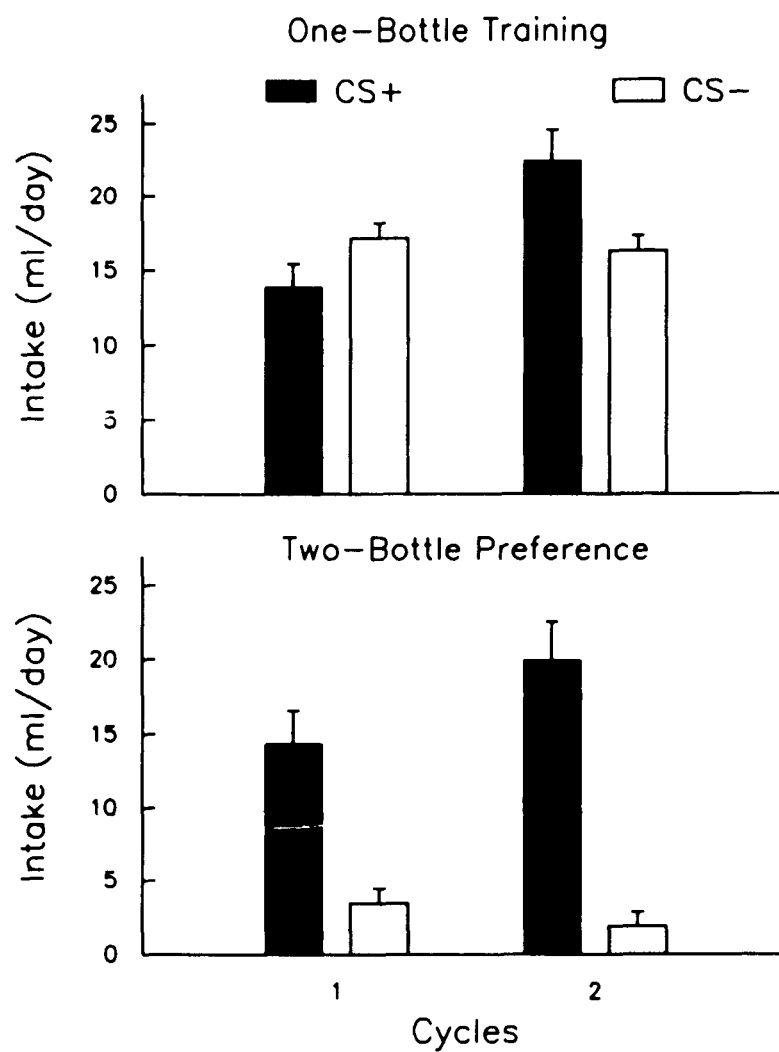 One-Bottle Training
CS+ CS-
25
20
15
10
5
0
Intake (ml/day)
Two-Bottle Preference
25
20
15
10
5
0
Intake (ml/day)
1 2
Cycles